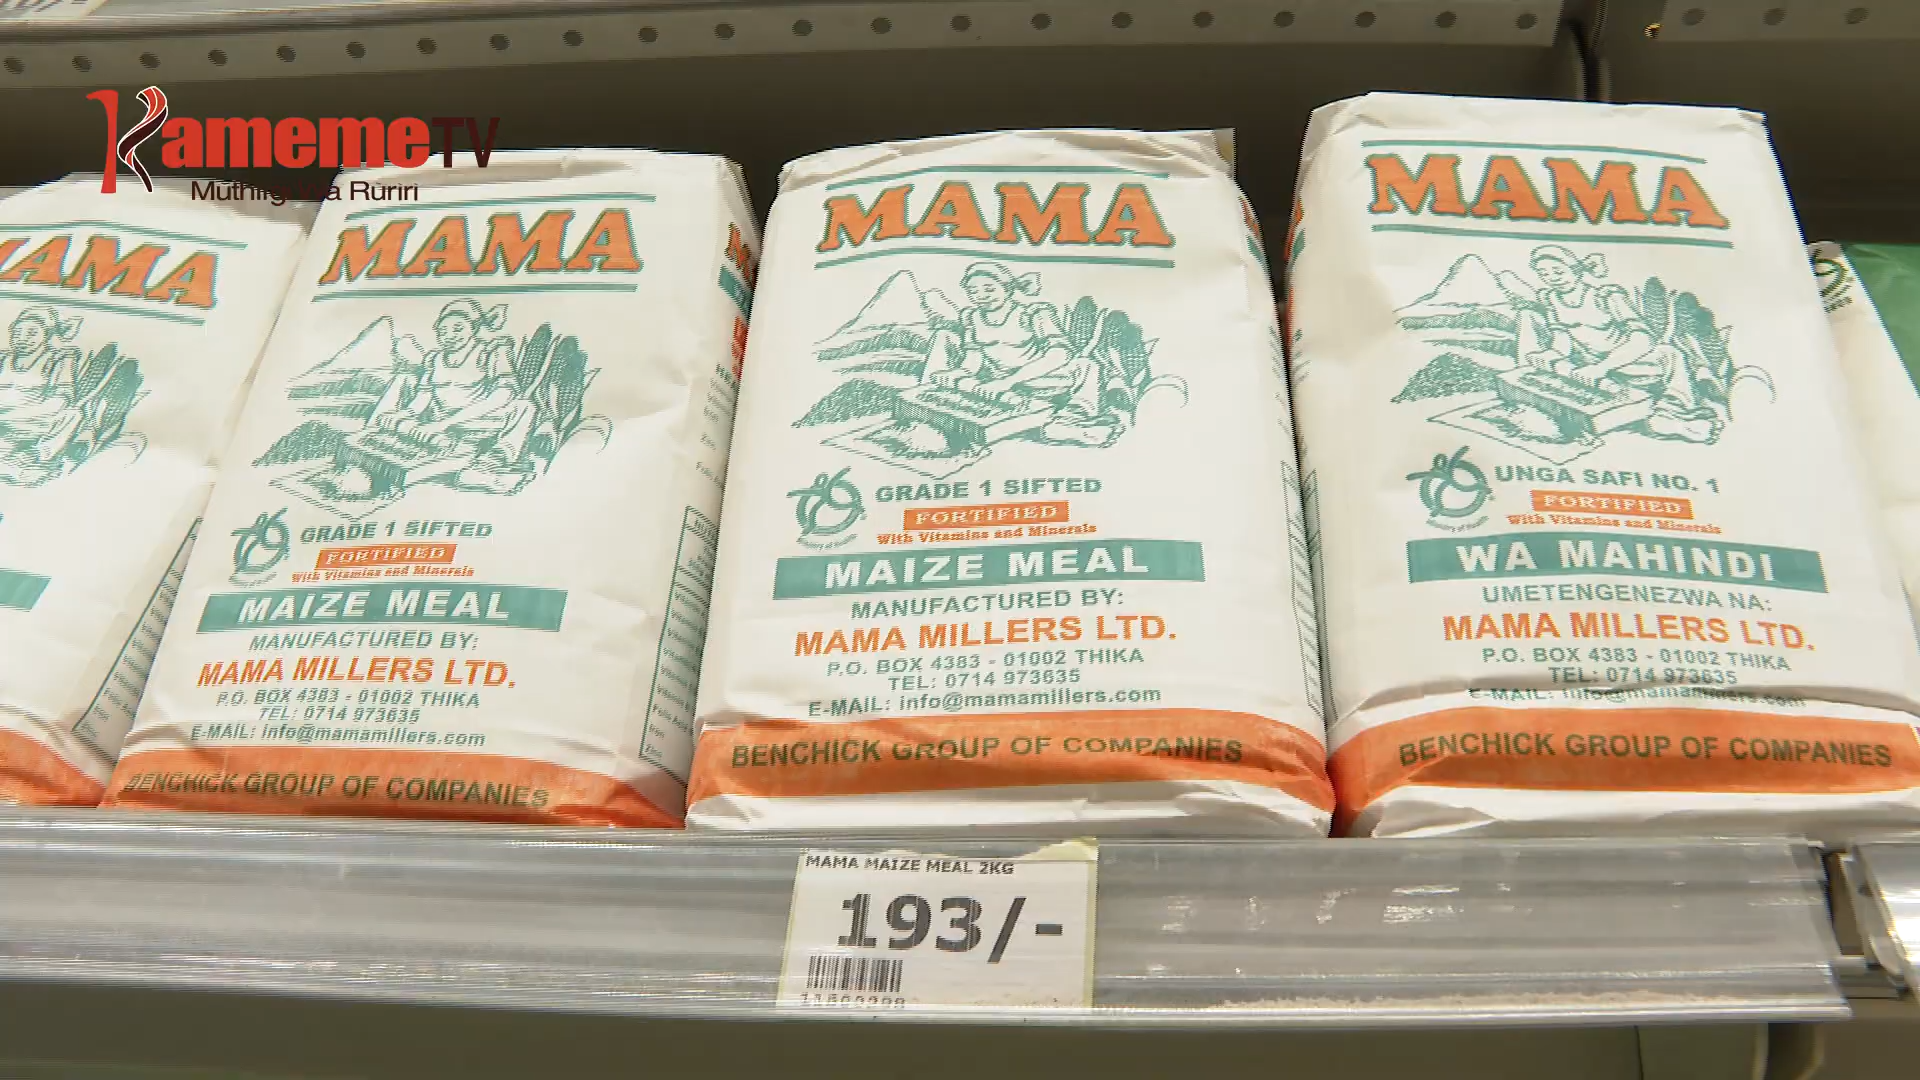 KamemeTV
Muthingi Wa Rũrĩrĩ
MAMA
MAMA
GRADE 1 SIFTED
FORTIFIED
With Vitamins and Minerals
MAIZE MEAL
MANUFACTURED BY:
MAMA MILLERS LTD.
P.O. BOX 4383 - 01002 THIKA
TEL: 0714 973635
E-MAIL: info@mamamillers.com
BENCHICK GROUP OF COMPANIES
MAMA
GRADE 1 SIFTED
FORTIFIED
With Vitamins and Minerals
MAIZE MEAL
MANUFACTURED BY:
MAMA MILLERS LTD.
P.O. BOX 4383 - 01002 THIKA
TEL: 0714 973635
E-MAIL: info@mamamillers.com
BENCHICK GROUP OF COMPANIES
MAMA
UNGA SAFI NO. 1
FORTIFIED
With Vitamins and Minerals
WA MAHINDI
UMETENGENEZWA NA:
MAMA MILLERS LTD.
P.O. BOX 4383 - 01002 THIKA
TEL: 0714 973635
E-MAIL: info@mamamillers.com
BENCHICK GROUP OF COMPANIES
MAMA MAIZE MEAL 2KG
193/-